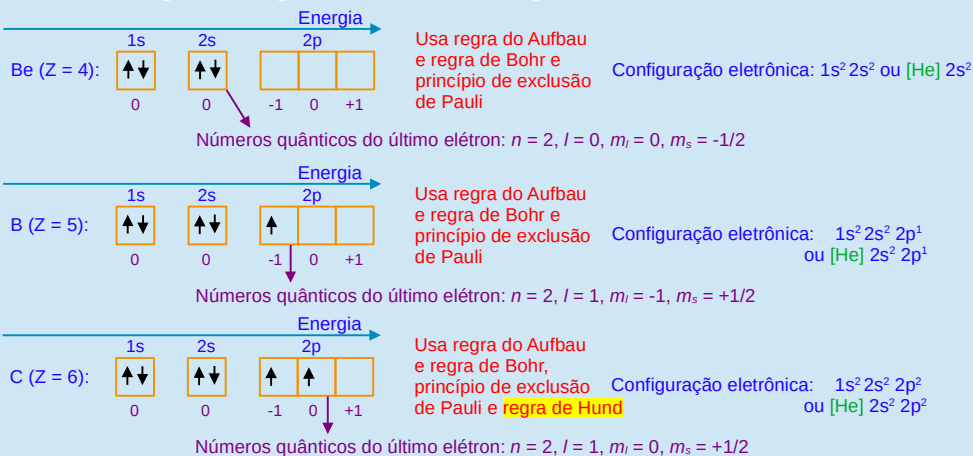 Energia
1s 2s 2p
Usa regra do Aufbau
e regra de Bohr e
princípio de exclusão
de Pauli
Be (Z = 4):
Configuração eletrônica: 1s² 2s² ou [He] 2s²
0 0 -1 0 +1
Números quânticos do último elétron: n = 2, l = 0, mₗ = 0, mₛ = -1/2
Energia
1s 2s 2p
Usa regra do Aufbau
e regra de Bohr e
princípio de exclusão
de Pauli
B (Z = 5):
Configuração eletrônica: 1s² 2s² 2p¹
ou [He] 2s² 2p¹
0 0 -1 0 +1
Números quânticos do último elétron: n = 2, l = 1, mₗ = -1, mₛ = +1/2
Energia
1s 2s 2p
Usa regra do Aufbau
e regra de Bohr,
princípio de exclusão
de Pauli e regra de Hund
C (Z = 6):
Configuração eletrônica: 1s² 2s² 2p²
ou [He] 2s² 2p²
0 0 -1 0 +1
Números quânticos do último elétron: n = 2, l = 1, mₗ = 0, mₛ = +1/2